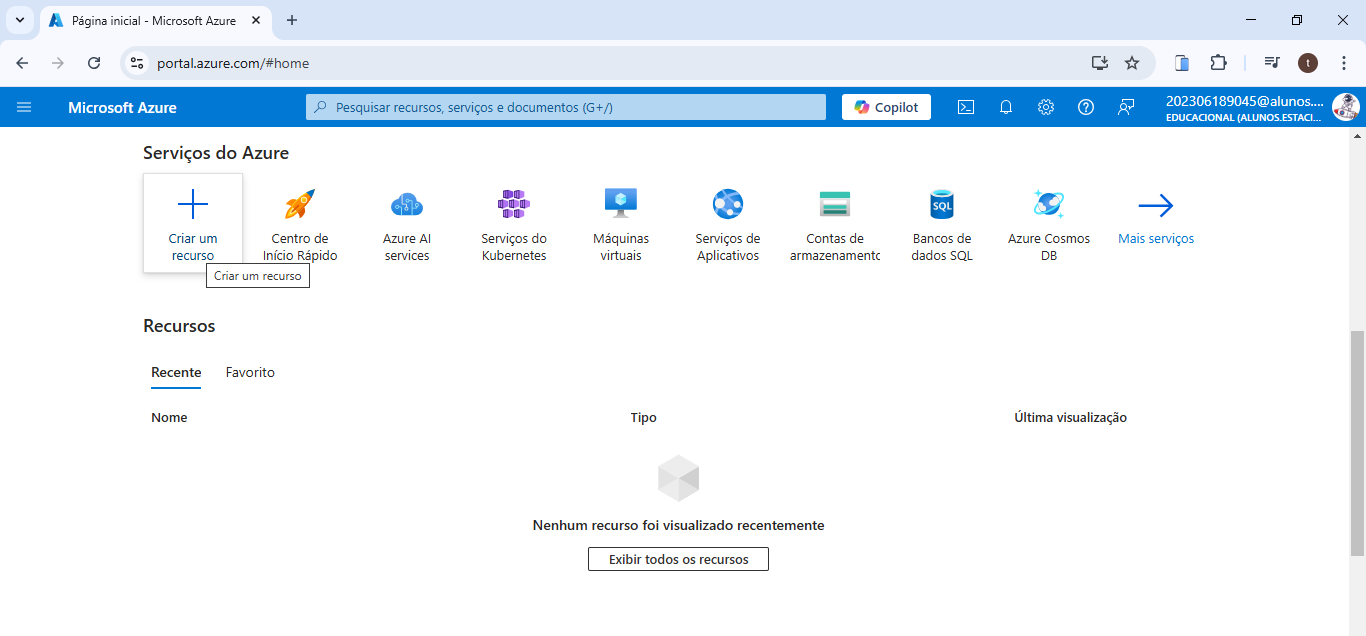 Página inicial - Microsoft Azure
portal.azure.com/#home
t
Microsoft Azure
Pesquisar recursos, serviços e documentos (G+/)
Copilot
202306189045@alunos....
EDUCACIONAL (ALUNOS.ESTACI...
Serviços do Azure
Criar um
recurso
Centro de
Início Rápido
Azure AI
services
Serviços do
Kubernetes
Máquinas
virtuais
Serviços de
Aplicativos
Contas de
armazenamento
SQL
Bancos de
dados SQL
Azure Cosmos
DB
Mais serviços
Criar um recurso
Recursos
Recente
Favorito
Nome
Tipo
Última visualização
Nenhum recurso foi visualizado recentemente
Exibir todos os recursos